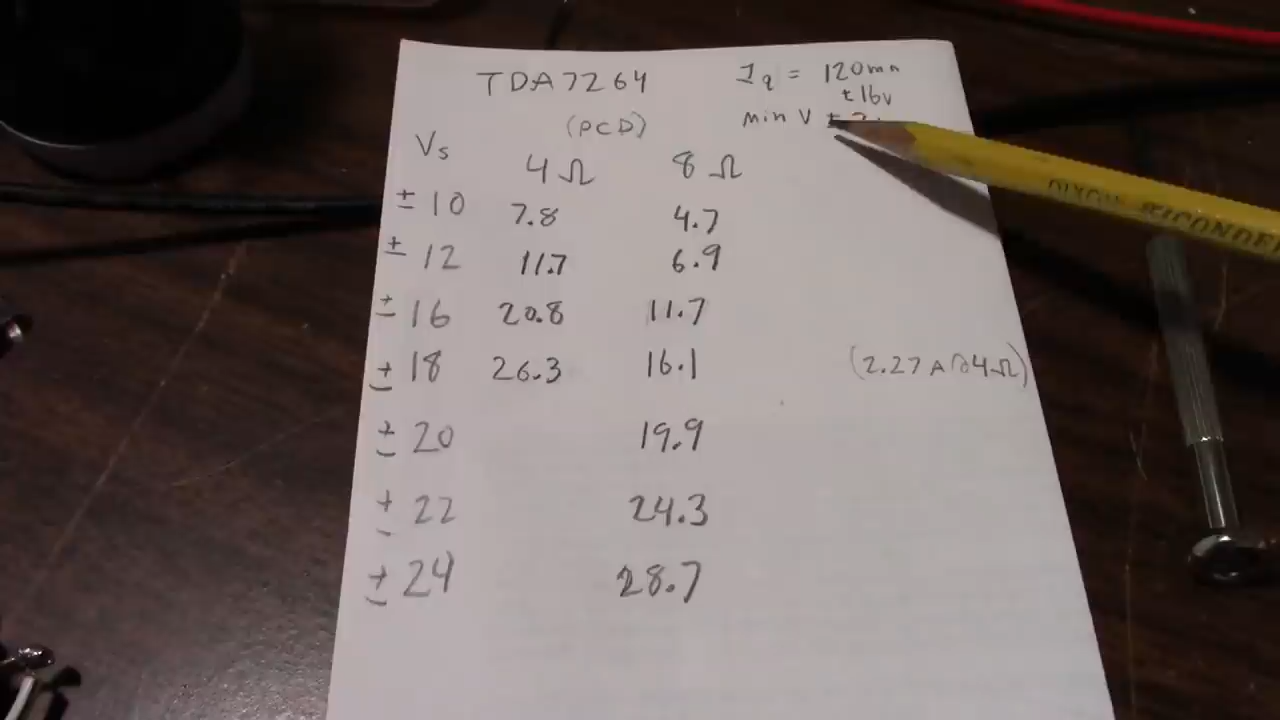 TDA7264
Iq = 120mA
± 16V
min V ±
(PCD)
Vs 4Ω 8Ω
± 10 7.8 4.7
± 12 11.7 6.9
± 16 20.8 11.7
± 18 26.3 16.1 (2.27A@4Ω)
± 20 19.9
± 22 24.3
± 24 28.7
DIXON TICONDER